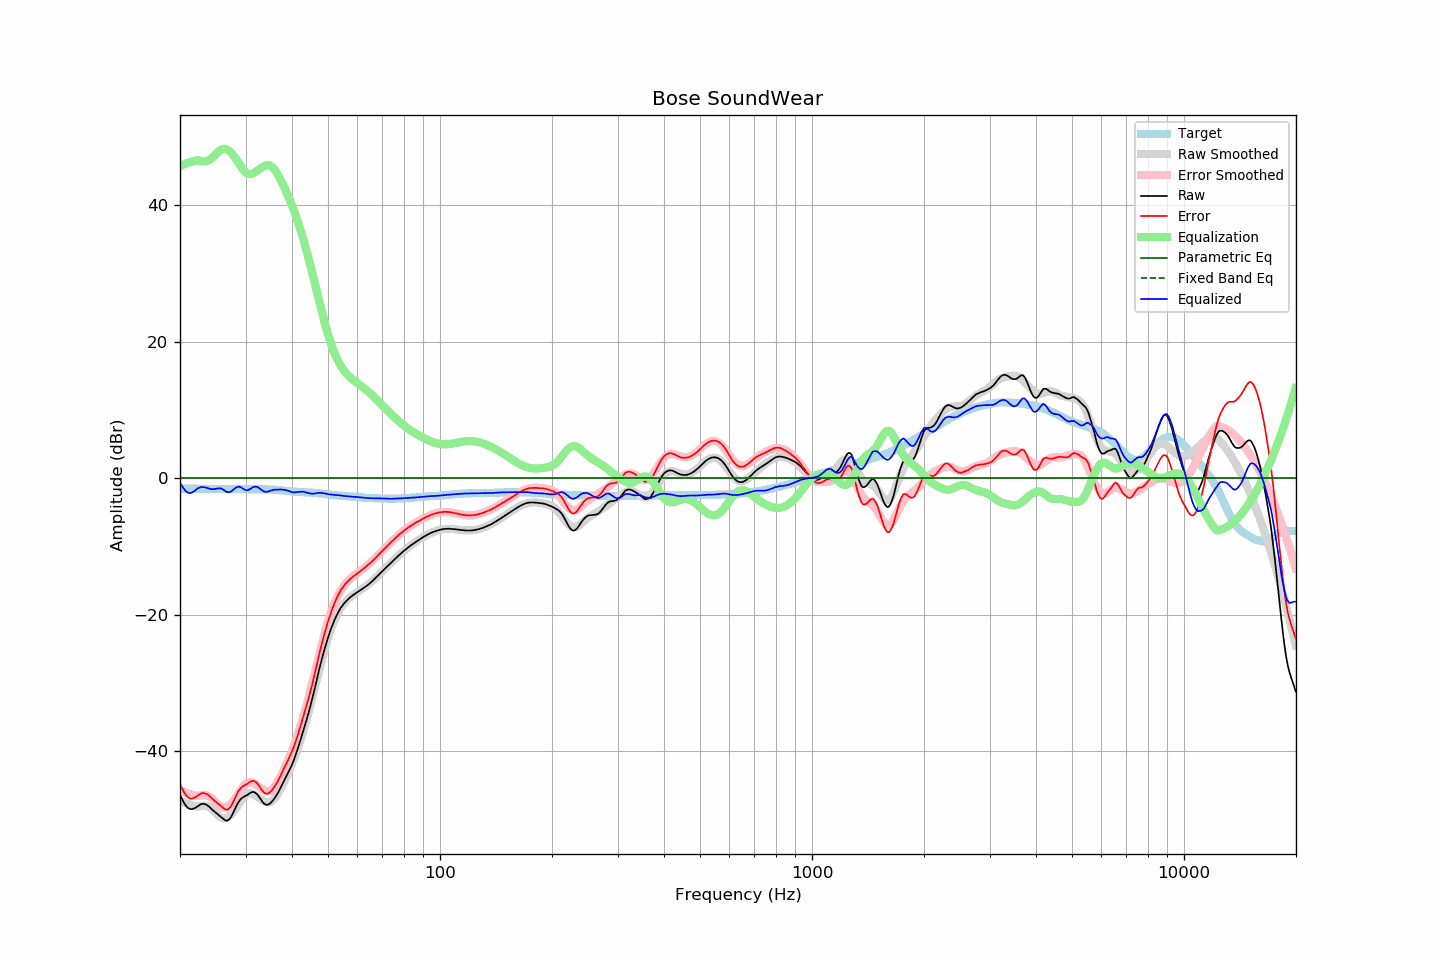 Bose SoundWear
Target
Raw Smoothed
Error Smoothed
Raw
Error
Equalization
Parametric Eq
Fixed Band Eq
Equalized
40
20
0
−20
−40
Amplitude (dBr)
100
1000
10000
Frequency (Hz)